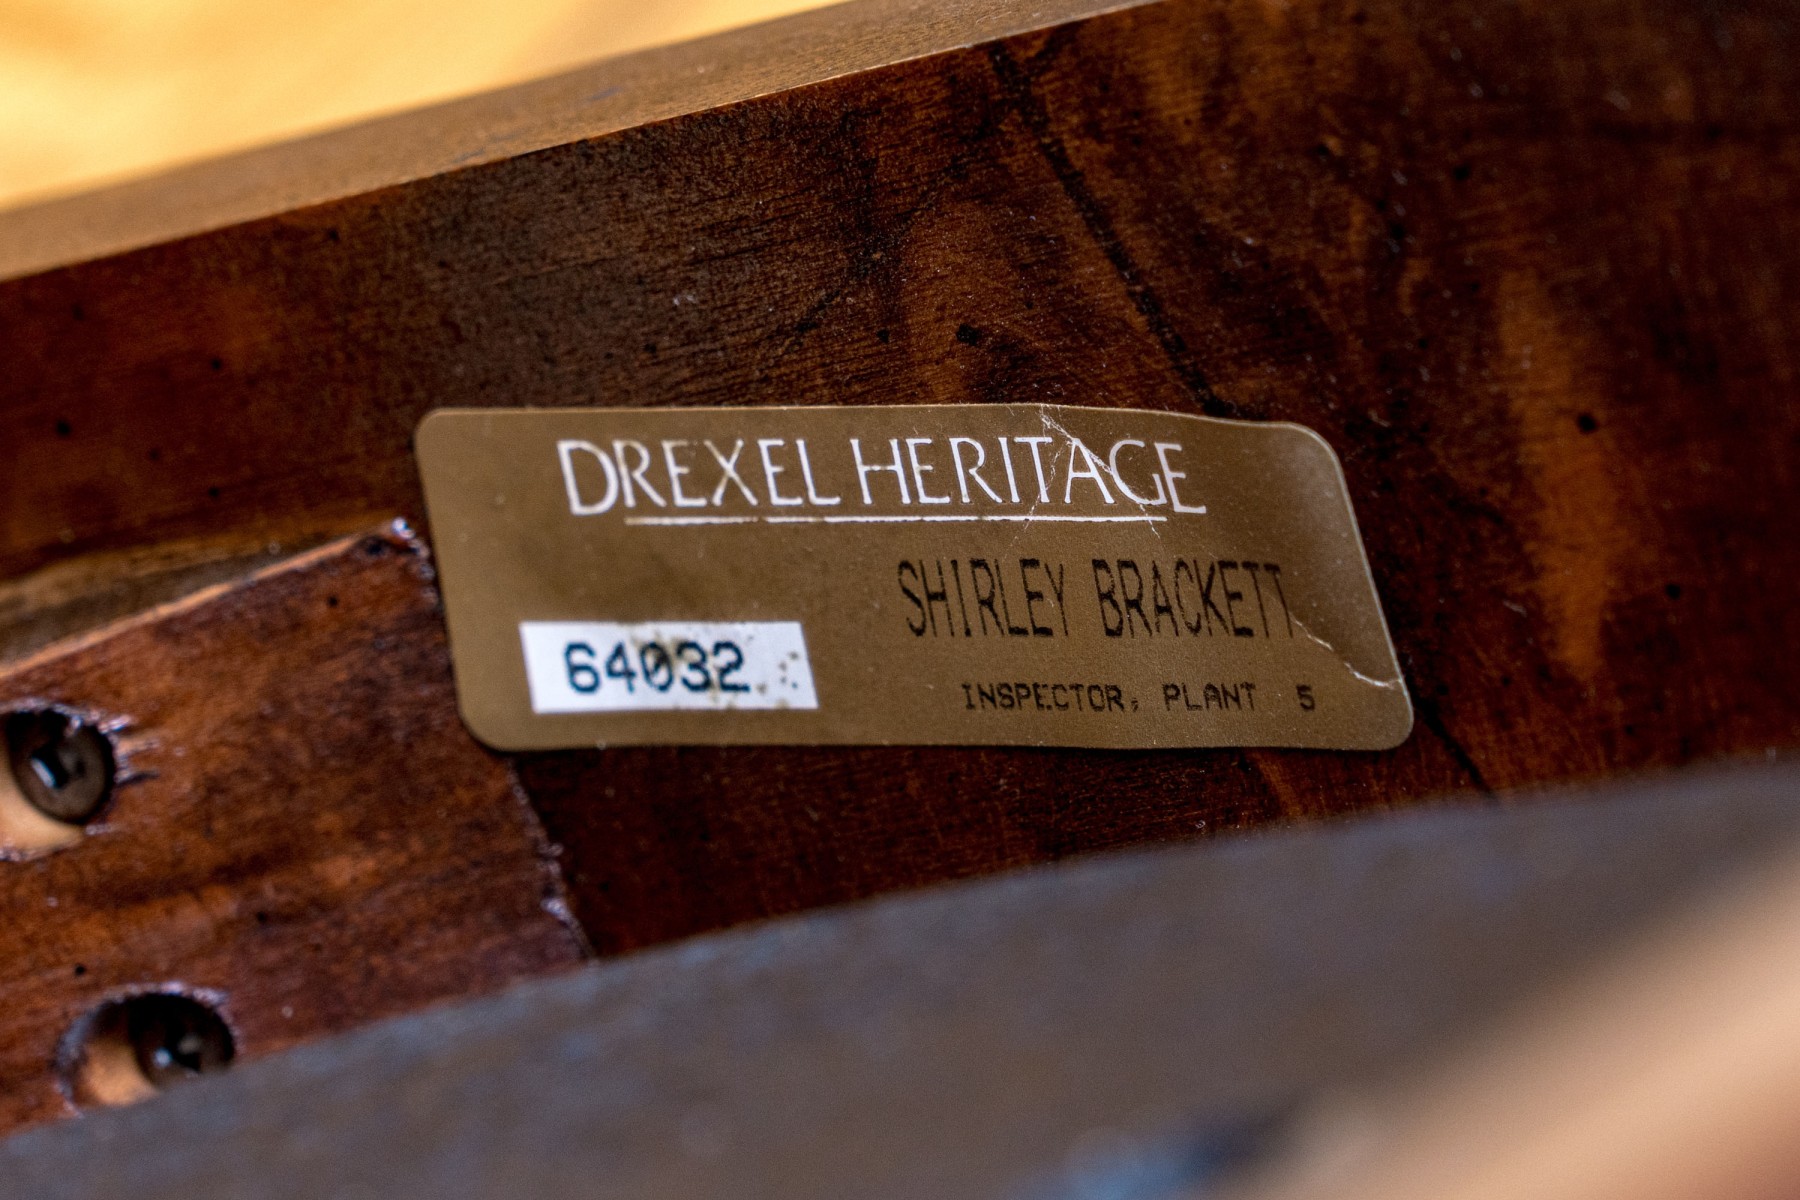 DREXEL HERITAGE
SHIRLEY BRACKETT
64032
INSPECTOR, PLANT 5